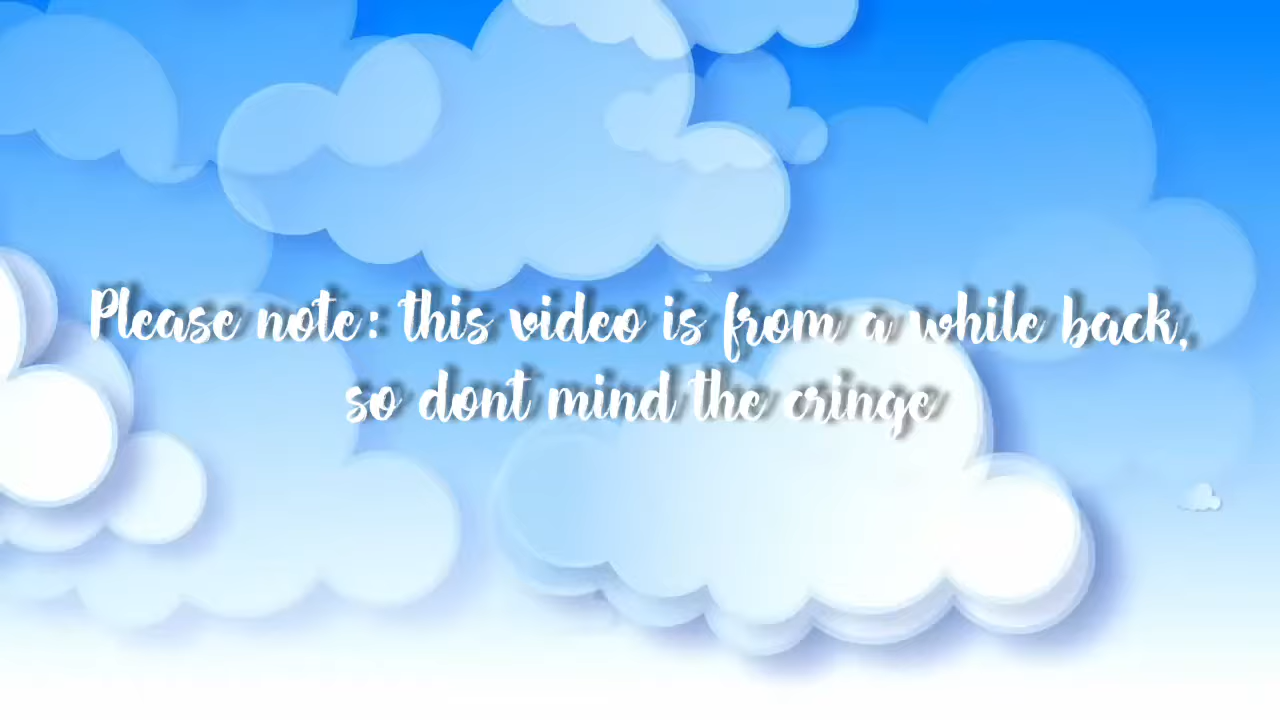 Please note: this video is from a while back,
so dont mind the cringe